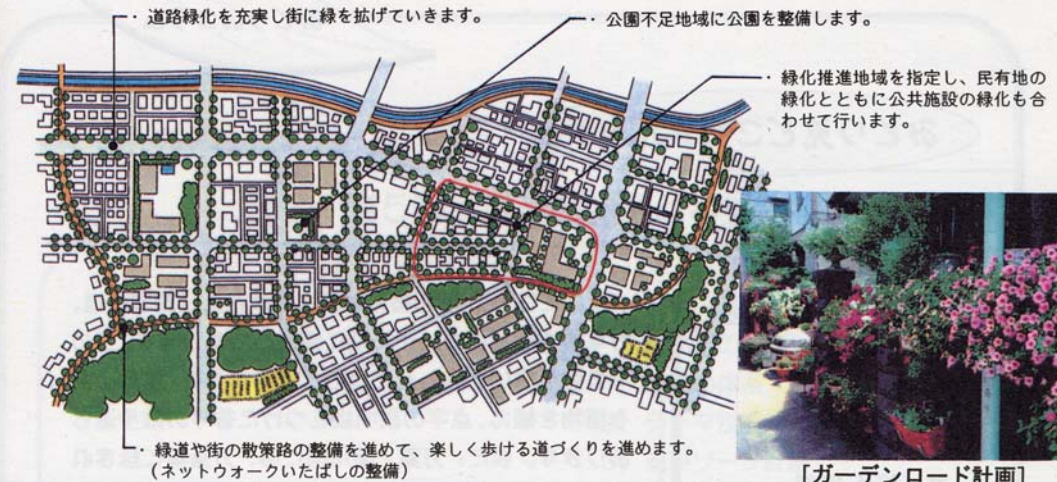 ・ 道路緑化を充実し街に緑を拡げていきます。
・ 公園不足地域に公園を整備します。
・ 緑化推進地域を指定し、民有地の
緑化とともに公共施設の緑化も合
わせて行います。
・ 緑道や街の散策路の整備を進めて、楽しく歩ける道づくりを進めます。
(ネットウォークいたばしの整備)
[ガーデンロード計画]